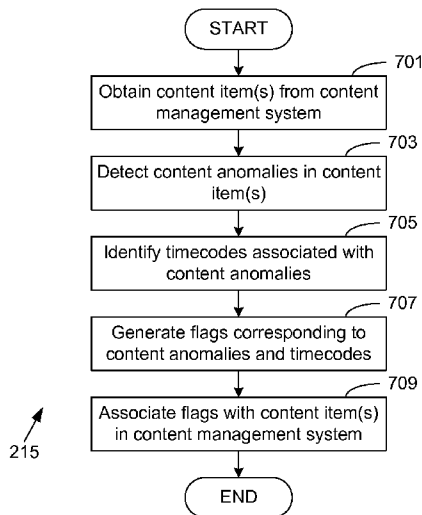 START
701
Obtain content item(s) from content
management system
703
Detect content anomalies in content
item(s)
705
Identify timecodes associated with
content anomalies
707
Generate flags corresponding to
content anomalies and timecodes
709
Associate flags with content item(s)
in content management system
215
END